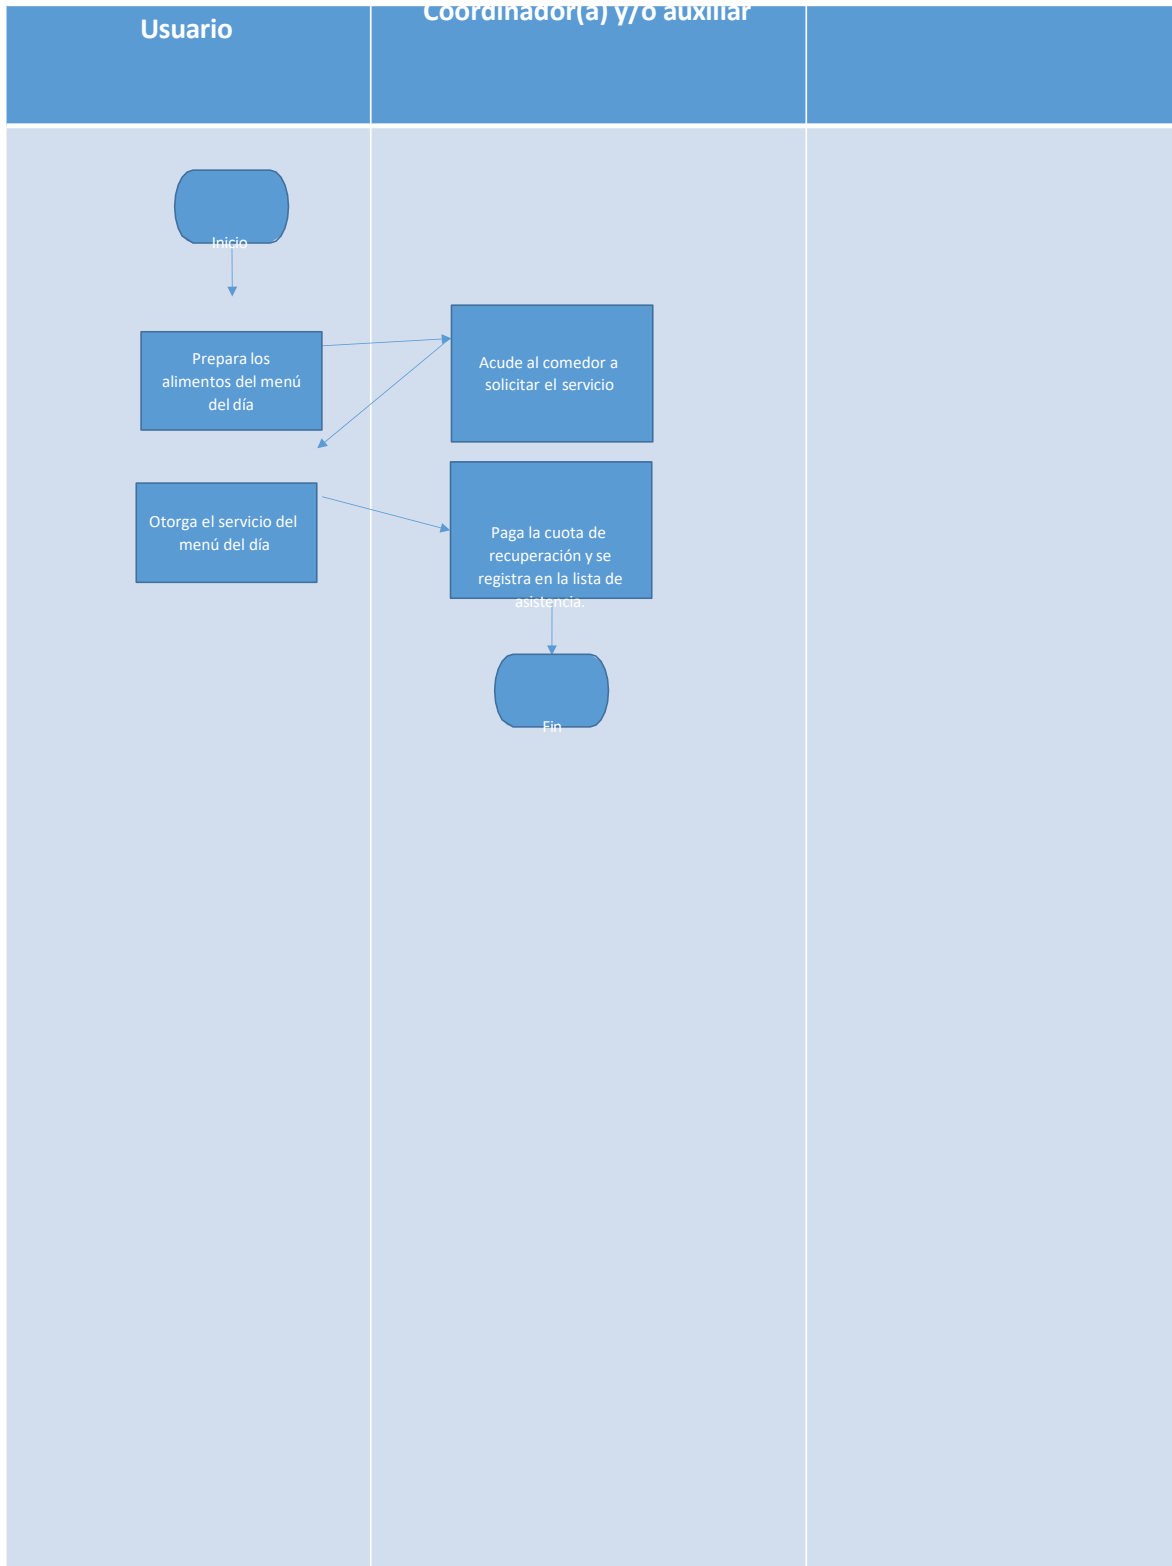 Usuario
Coordinador(a) y/o auxiliar
Inicio
Prepara los
alimentos del menú
del día
Acude al comedor a
solicitar el servicio
Otorga el servicio del
menú del día
Paga la cuota de
recuperación y se
registra en la lista de
asistencia.
Fin